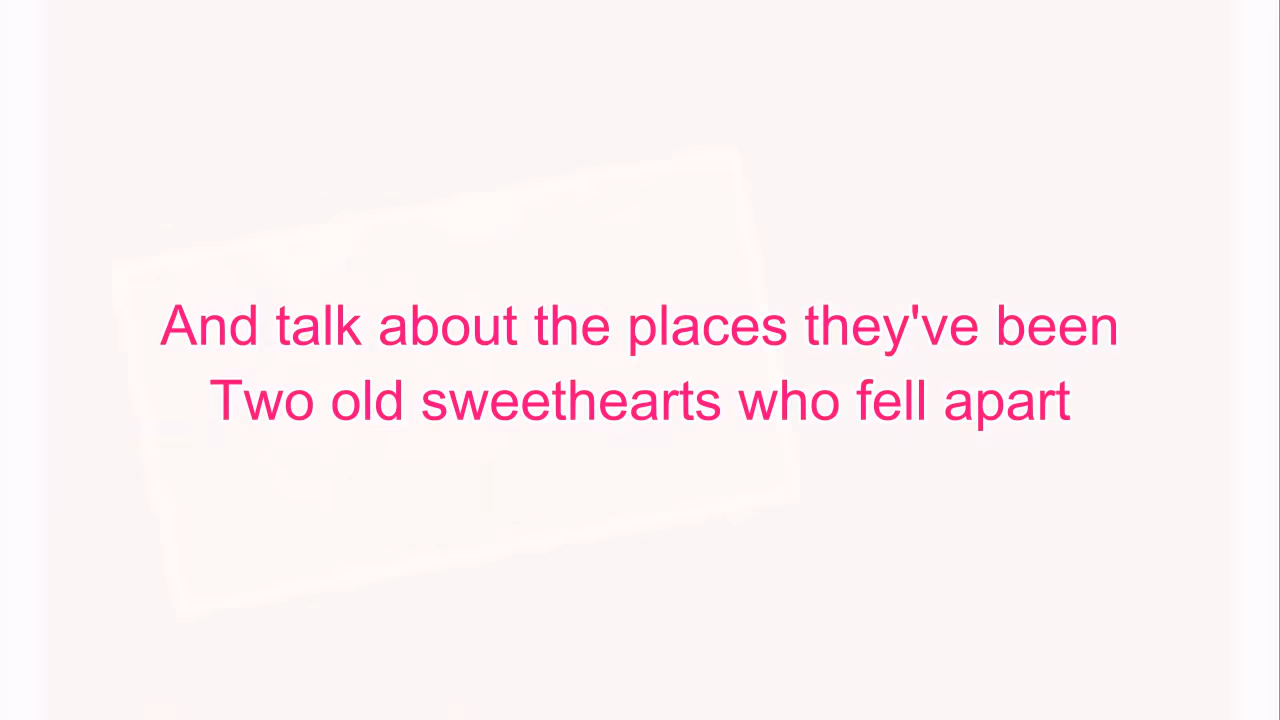 And talk about the places they've been
Two old sweethearts who fell apart